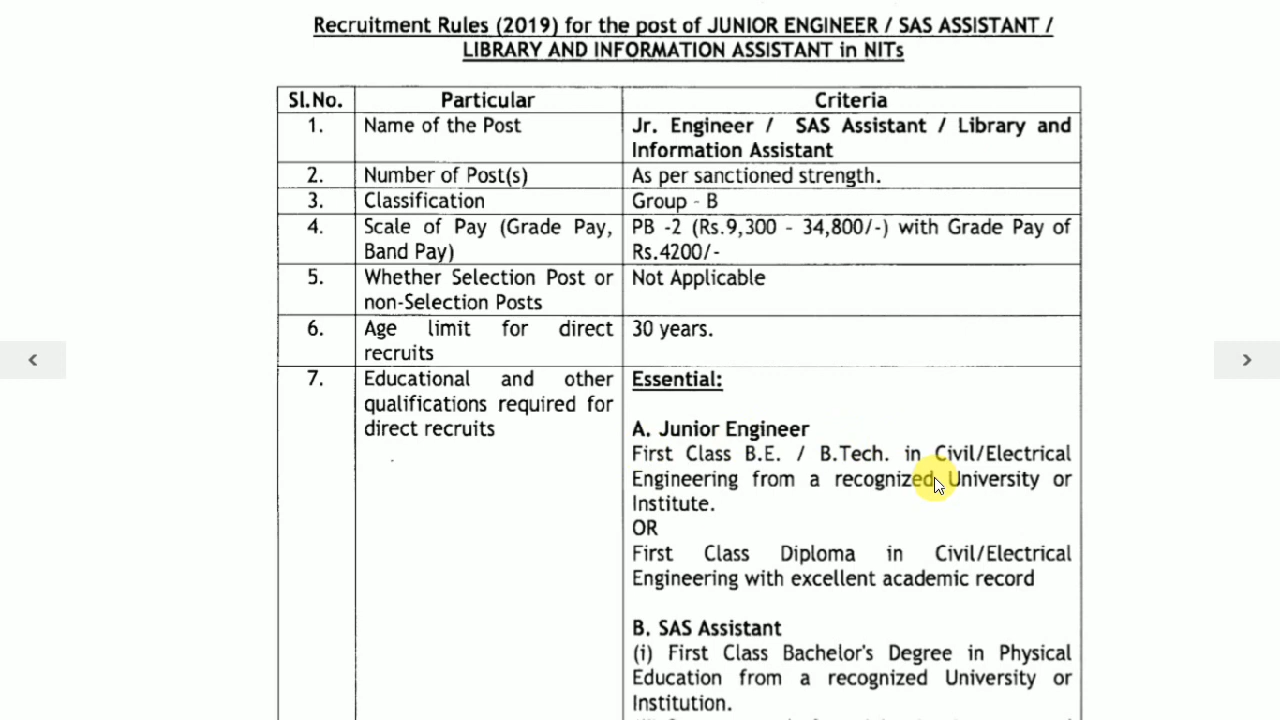 Recruitment Rules (2019) for the post of JUNIOR ENGINEER / SAS ASSISTANT /
LIBRARY AND INFORMATION ASSISTANT in NITs
Sl.No. Particular Criteria
1. Name of the Post Jr. Engineer / SAS Assistant / Library and
Information Assistant
2. Number of Post(s) As per sanctioned strength.
3. Classification Group - B
4. Scale of Pay (Grade Pay, PB -2 (Rs.9,300 - 34,800/-) with Grade Pay of
Band Pay) Rs.4200/-
5. Whether Selection Post or Not Applicable
non-Selection Posts
6. Age limit for direct 30 years.
recruits
7. Educational and other Essential:
qualifications required for
direct recruits A. Junior Engineer
First Class B.E. / B.Tech. in Civil/Electrical
Engineering from a recognized University or
Institute.
OR
First Class Diploma in Civil/Electrical
Engineering with excellent academic record
B. SAS Assistant
(i) First Class Bachelor's Degree in Physical
Education from a recognized University or
Institution.